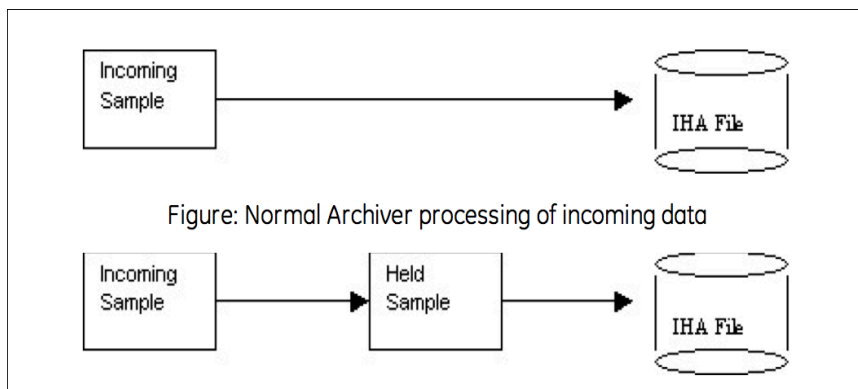 Incoming
Sample
IHA File
Figure: Normal Archiver processing of incoming data
Incoming
Sample
Held
Sample
IHA File